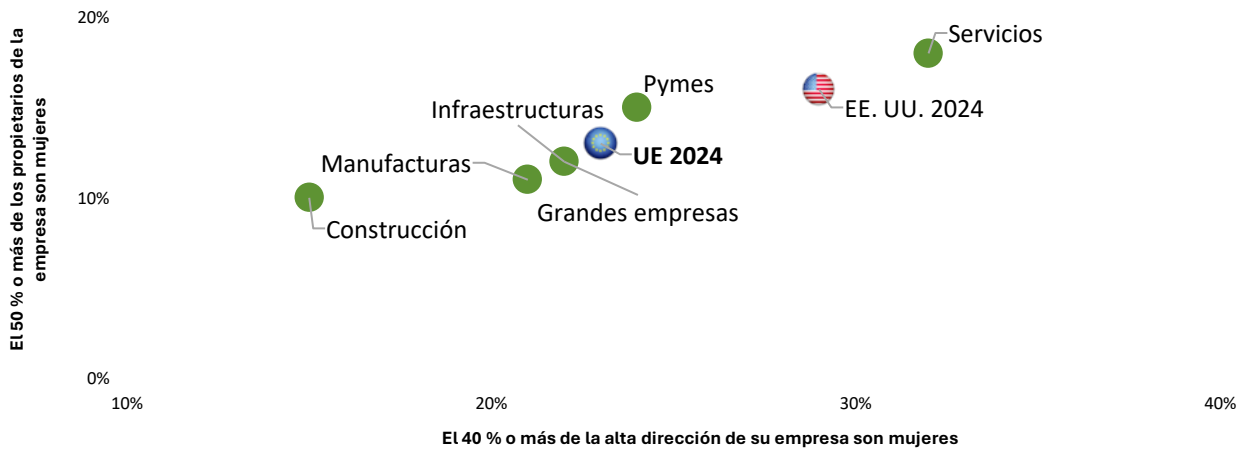 El 50 % o más de los propietarios de la
empresa son mujeres
20%
10%
0%
Servicios
Pymes
EE. UU. 2024
Infraestructuras
UE 2024
Manufacturas
Grandes empresas
Construcción
10%
20%
30%
40%
El 40 % o más de la alta dirección de su empresa son mujeres